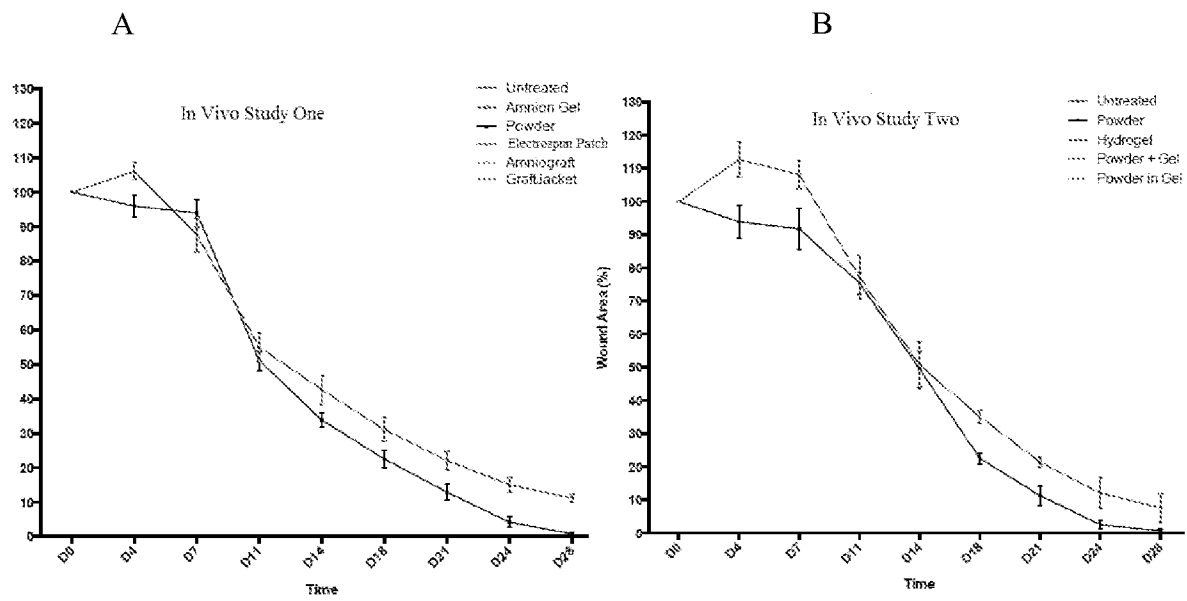 A
B
In Vivo Study One
Untreated
Amnion Gel
Powder
Electrospun Patch
Amniograft
GraftJacket
130
120
110
100
90
80
70
60
50
40
30
20
10
0
D0
D4
D7
D11
D14
D18
D21
D24
D28
Time
In Vivo Study Two
Untreated
Powder
Hydrogel
Powder + Gel
Powder in Gel
Wound Area (%)
130
120
110
100
90
80
70
60
50
40
30
20
10
0
D0
D4
D7
D11
D14
D18
D21
D24
D28
Time